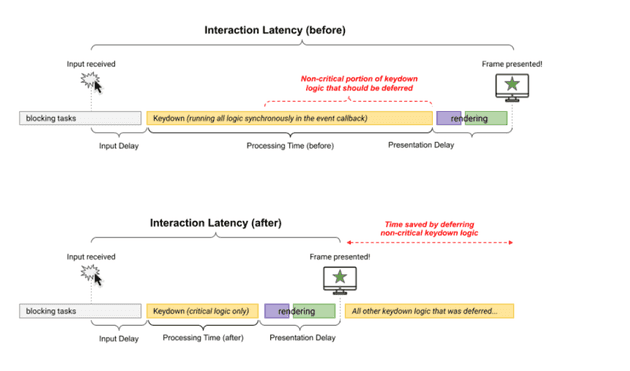 Interaction Latency (before)
Input received
Frame presented!
Non-critical portion of keydown
logic that should be deferred
blocking tasks
Keydown (running all logic synchronously in the event callback)
rendering
Input Delay
Processing Time (before)
Presentation Delay
Interaction Latency (after)
Time saved by deferring
non-critical keydown logic
Input received
Frame presented!
blocking tasks
Keydown (critical logic only)
rendering
All other keydown logic that was deferred...
Input Delay
Processing Time (after)
Presentation Delay